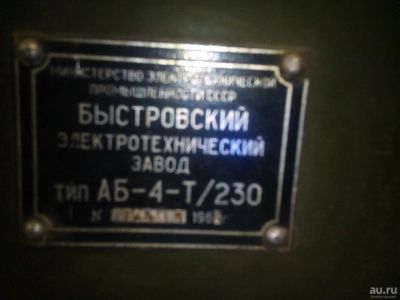 МИНИСТЕРСТВО ЭЛЕКТРОТЕХНИЧЕСКОЙ
ПРОМЫШЛЕННОСТИ СССР
БЫСТРОВСКИЙ
ЭЛЕКТРОТЕХНИЧЕСКИЙ
ЗАВОД
ТИП АБ-4-Т/230
N
au.ru